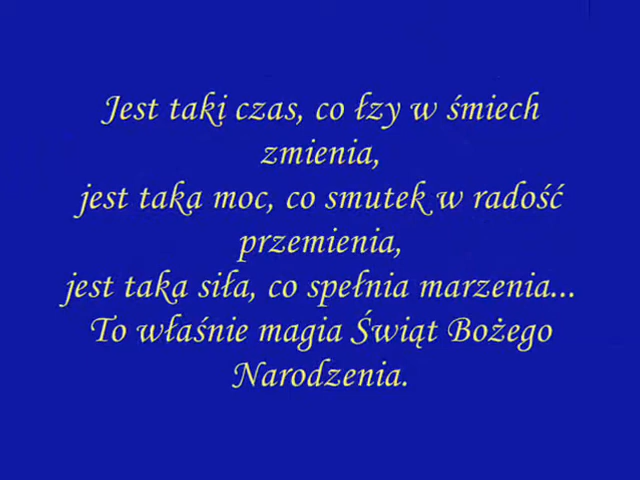 Jest taki czas, co łzy w śmiech
zmienia,
jest taka moc, co smutek w radość
przemienia,
jest taka siła, co spełnia marzenia...
To właśnie magia Świąt Bożego
Narodzenia.